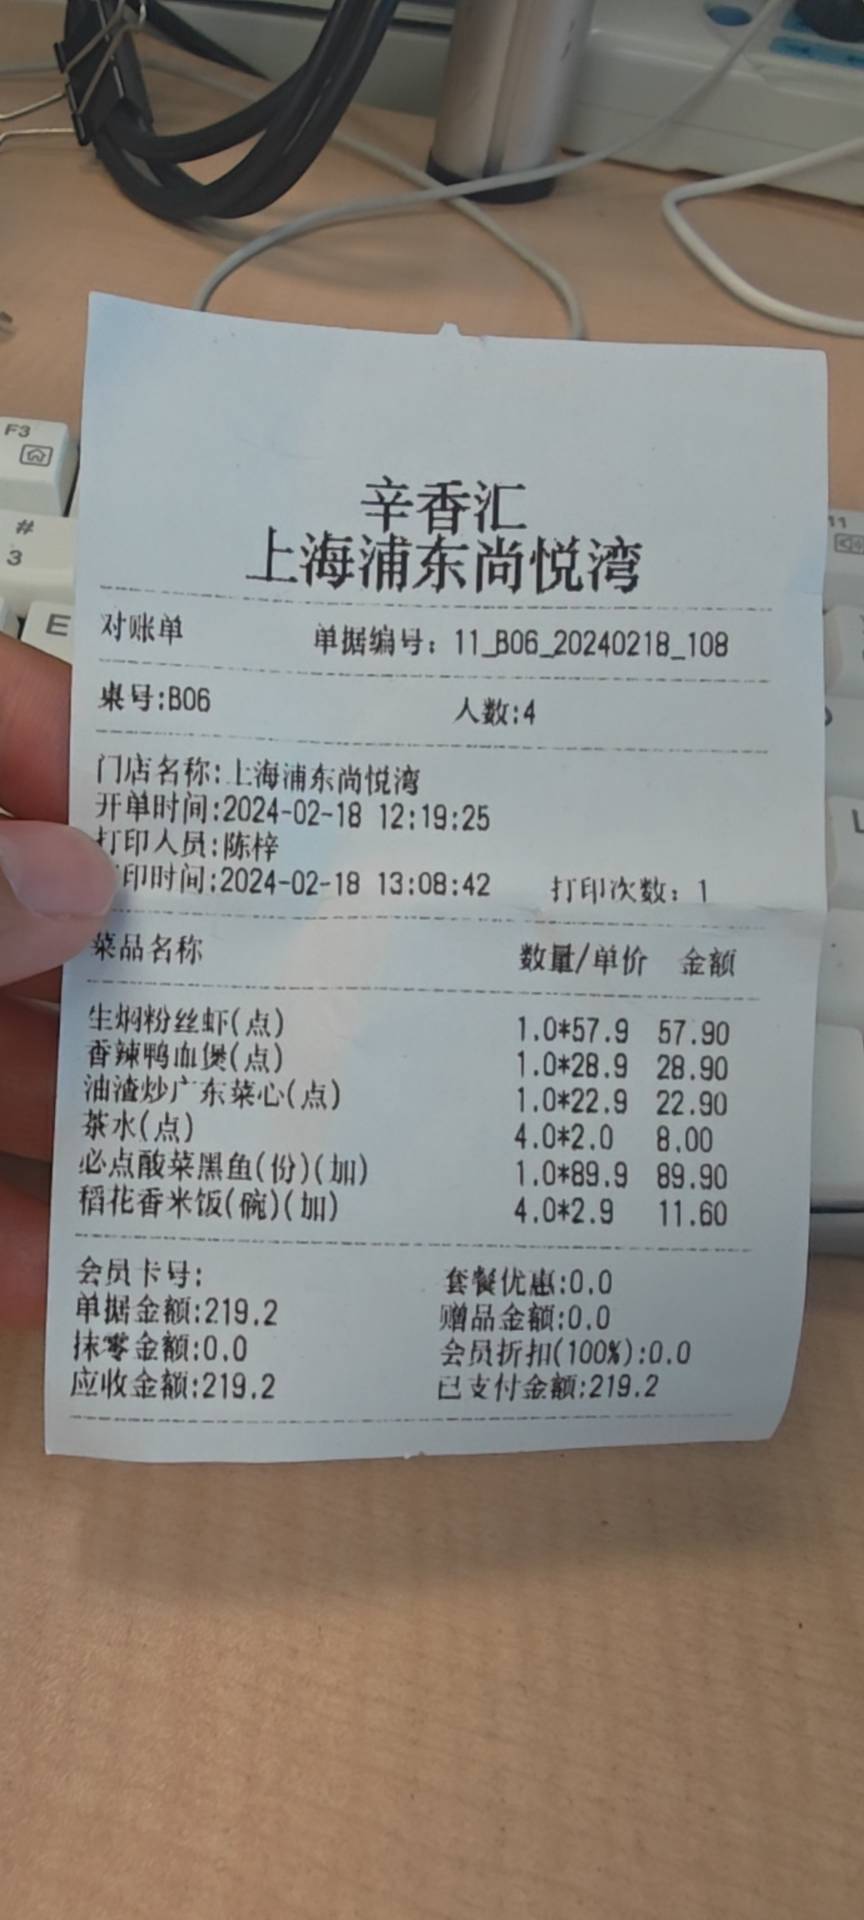 F3
#
3
E
11
L
辛香汇
上海浦东尚悦湾
对账单 单据编号：11_B06_20240218_108
桌号:B06 人数:4
门店名称:上海浦东尚悦湾
开单时间:2024-02-18 12:19:25
打印人员:陈梓
印时间:2024-02-18 13:08:42 打印次数：1
菜品名称 数量/单价 金额
生焖粉丝虾(点) 1.0*57.9 57.90
香辣鸭血煲(点) 1.0*28.9 28.90
油渣炒广东菜心(点) 1.0*22.9 22.90
茶水(点) 4.0*2.0 8.00
必点酸菜黑鱼(份)(加) 1.0*89.9 89.90
稻花香米饭(碗)(加) 4.0*2.9 11.60
会员卡号: 套餐优惠:0.0
单据金额:219.2 赠品金额:0.0
抹零金额:0.0 会员折扣(100%):0.0
应收金额:219.2 已支付金额:219.2